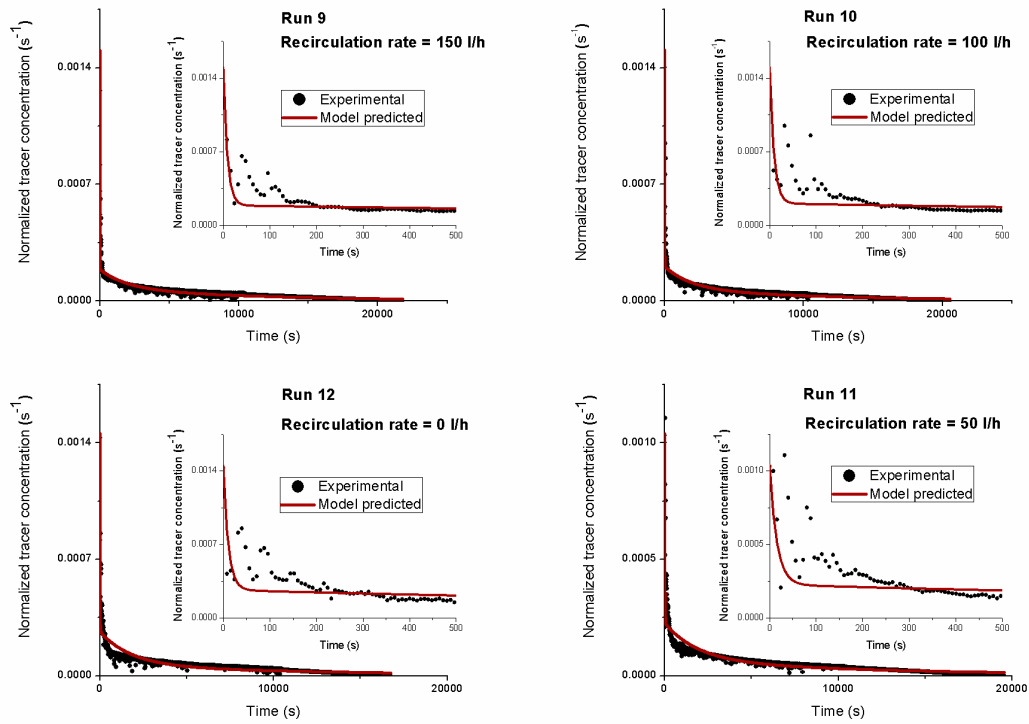 Run 9
Recirculation rate = 150 l/h
Normalized tracer concentration (s-1)
0.0014
0.0007
0.0000
0
10000
20000
Time (s)
Normalized tracer concentration (s-1)
0.0014
0.0007
0.0000
0 100 200 300 400 500
Time (s)
Experimental
Model predicted
Run 10
Recirculation rate = 100 l/h
Normalized tracer concentration (s-1)
0.0014
0.0007
0.0000
0
10000
20000
Time (s)
Normalized tracer concentration (s-1)
0.0014
0.0007
0.0000
0 100 200 300 400 500
Time (s)
Experimental
Model predicted
Run 12
Recirculation rate = 0 l/h
Normalized tracer concentration (s-1)
0.0014
0.0007
0.0000
0
10000
20000
Time (s)
Normalized tracer concentration (s-1)
0.0014
0.0007
0.0000
0 100 200 300 400 500
Time (s)
Experimental
Model predicted
Run 11
Recirculation rate = 50 l/h
Normalized tracer concentration (s-1)
0.0010
0.0005
0.0000
0
10000
20000
Time (s)
Normalized tracer concentration (s-1)
0.0010
0.0005
0.0000
0 100 200 300 400 500
Time (s)
Experimental
Model predicted